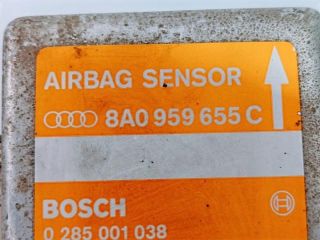 AIRBAG SENSOR
8A0 959 655 C
BOSCH
0 285 001 038